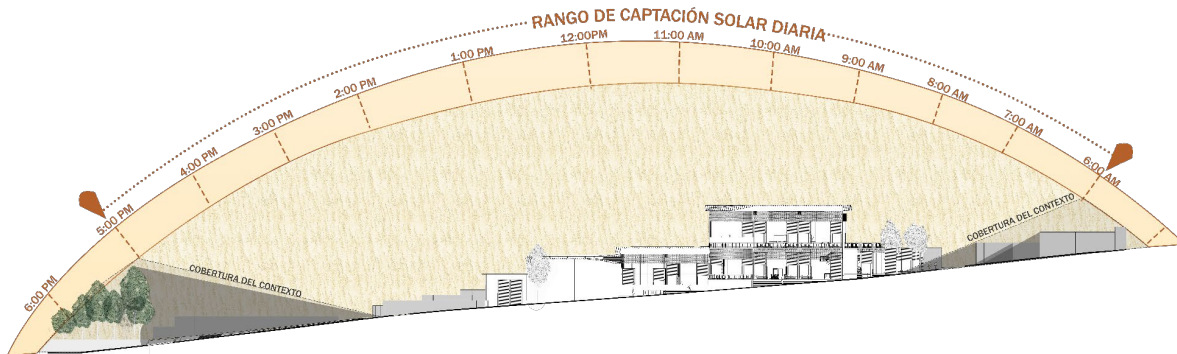 RANGO DE CAPTACIÓN SOLAR DIARIA
6:00 PM
5:00 PM
4:00 PM
3:00 PM
2:00 PM
1:00 PM
12:00PM
11:00 AM
10:00 AM
9:00 AM
8:00 AM
7:00 AM
6:00 AM
COBERTURA DEL CONTEXTO
COBERTURA DEL CONTEXTO